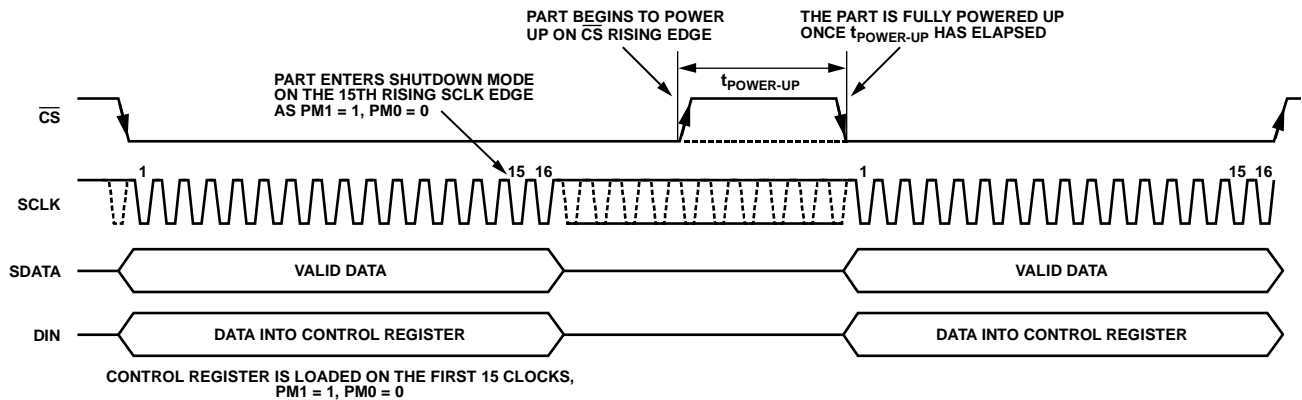 PART BEGINS TO POWER
UP ON CS RISING EDGE
THE PART IS FULLY POWERED UP
ONCE tPOWER-UP HAS ELAPSED
PART ENTERS SHUTDOWN MODE
ON THE 15TH RISING SCLK EDGE
AS PM1 = 1, PM0 = 0
tPOWER-UP
CS
1 15 16 1 15 16
SCLK
SDATA VALID DATA VALID DATA
DIN DATA INTO CONTROL REGISTER DATA INTO CONTROL REGISTER
CONTROL REGISTER IS LOADED ON THE FIRST 15 CLOCKS,
PM1 = 1, PM0 = 0